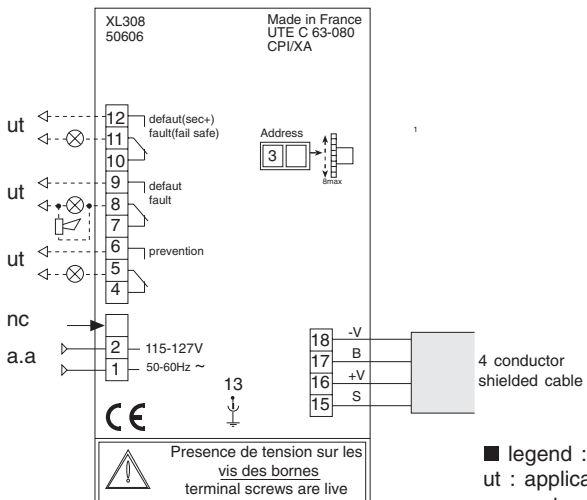 XL308
50606
Made in France
UTE C 63-080
CPI/XA
ut
12
defaut(sec+)
11
fault(fail safe)
10
Address
3
8max
1
ut
9
defaut
8
fault
7
ut
6
prevention
5
4
nc
a.a
2
115-127V
1
50-60Hz ~
13
18
-V
17
B
16
+V
15
S
4 conductor
shielded cable
CE
Presence de tension sur les
vis des bornes
terminal screws are live
■ legend :
ut : applica